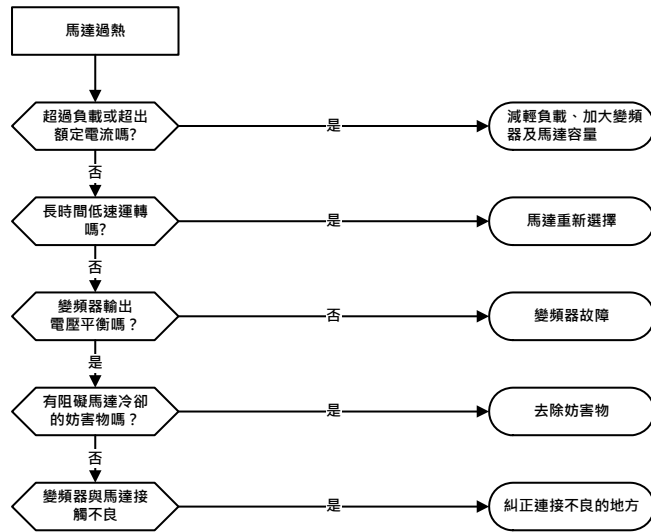 馬達過熱
超過負載或超出
額定電流嗎?
是
減輕負載、加大變頻
器及馬達容量
否
長時間低速運轉
嗎?
是
馬達重新選擇
否
變頻器輸出
電壓平衡嗎？
否
變頻器故障
是
有阻礙馬達冷卻
的妨害物嗎？
是
去除妨害物
否
變頻器與馬達接
觸不良
是
糾正連接不良的地方